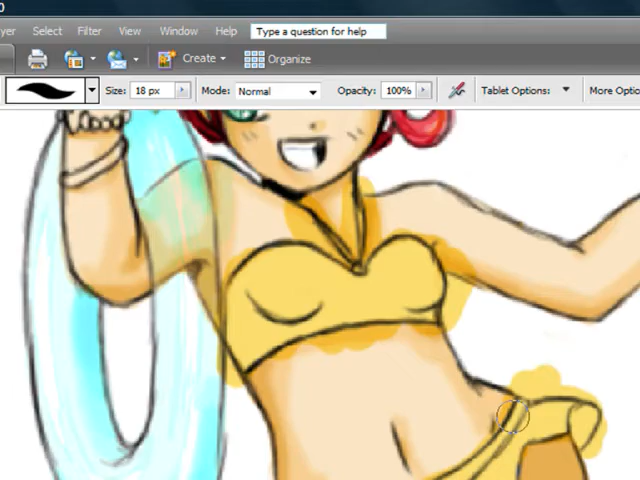 0
yer Select Filter View Window Help Type a question for help
Create Organize
Size: 18 px Mode: Normal Opacity: 100% Tablet Options: More Optio